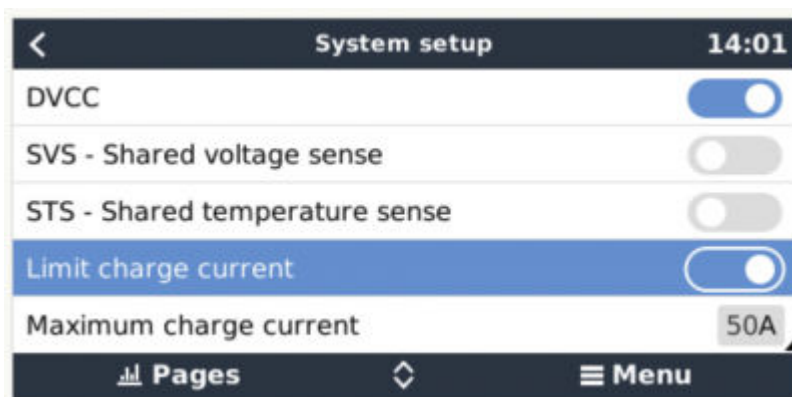 System setup 14:01
DVCC
SVS - Shared voltage sense
STS - Shared temperature sense
Limit charge current
Maximum charge current 50A
Pages Menu